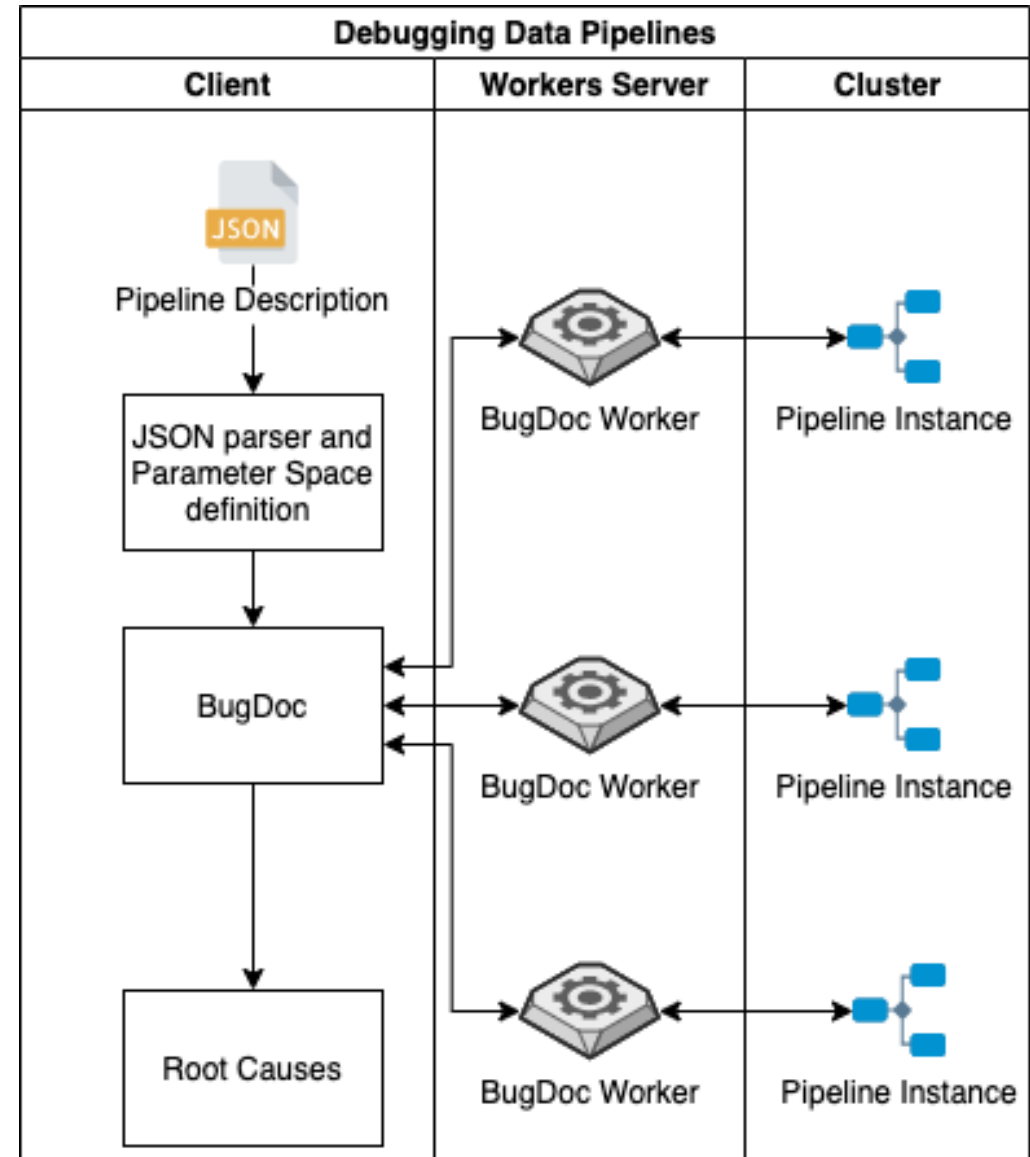 Debugging Data Pipelines
Client
Workers Server
Cluster
JSON
Pipeline Description
JSON parser and
Parameter Space
definition
BugDoc
Root Causes
BugDoc Worker
Pipeline Instance
BugDoc Worker
Pipeline Instance
BugDoc Worker
Pipeline Instance